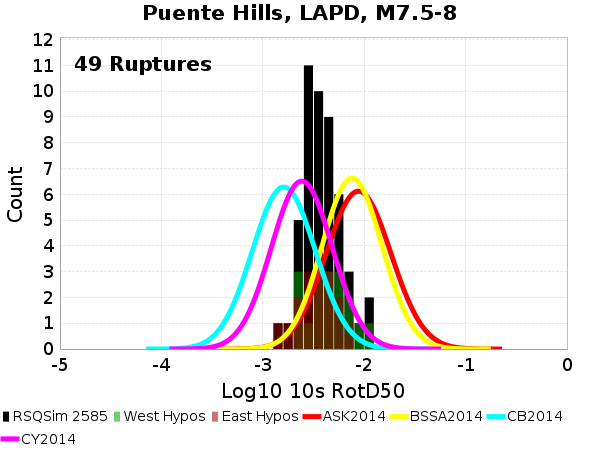 Puente Hills, LAPD, M7.5-8
49 Ruptures
Count
12
11
10
9
8
7
6
5
4
3
2
1
0
-5 -4 -3 -2 -1 0
Log10 10s RotD50
RSQSim 2585 West Hypos East Hypos ASK2014 BSSA2014 CB2014
CY2014